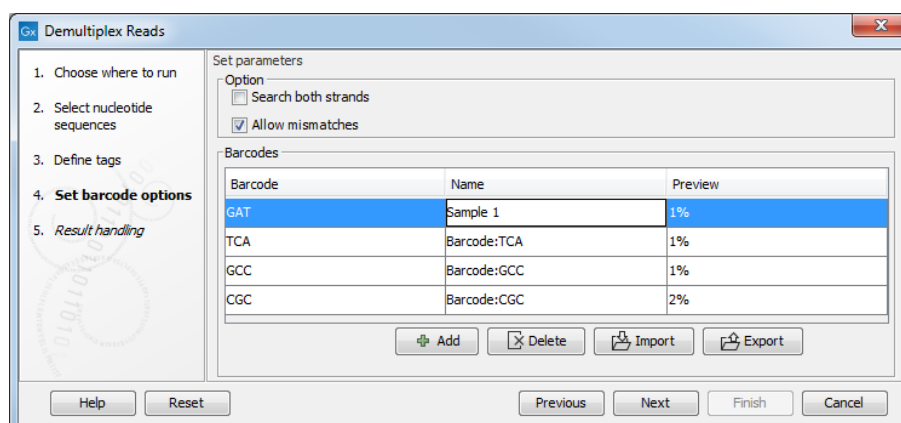 Gx Demultiplex Reads
1. Choose where to run
2. Select nucleotide
sequences
3. Define tags
4. Set barcode options
5. Result handling
Set parameters
Option
Search both strands
Allow mismatches
Barcodes
Barcode Name Preview
GAT Sample 1 1%
TCA Barcode:TCA 1%
GCC Barcode:GCC 1%
CGC Barcode:CGC 2%
Add Delete Import Export
Help Reset Previous Next Finish Cancel